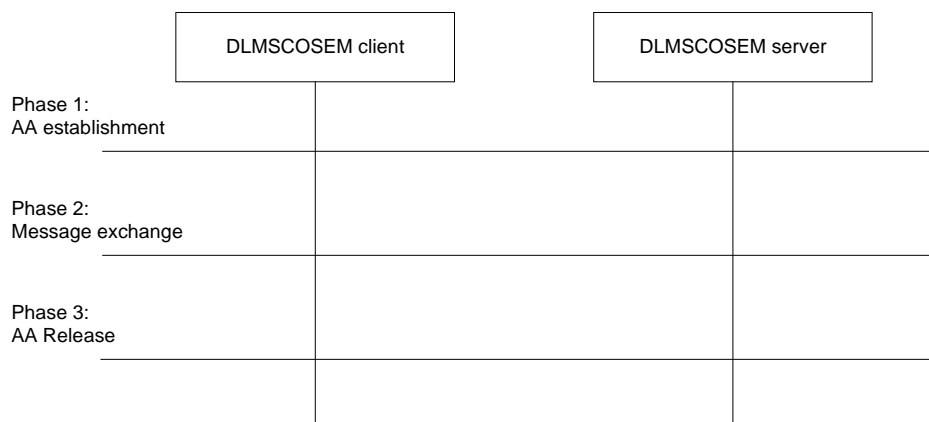 DLMSCOSEM client
DLMSCOSEM server
Phase 1:
AA establishment
Phase 2:
Message exchange
Phase 3:
AA Release